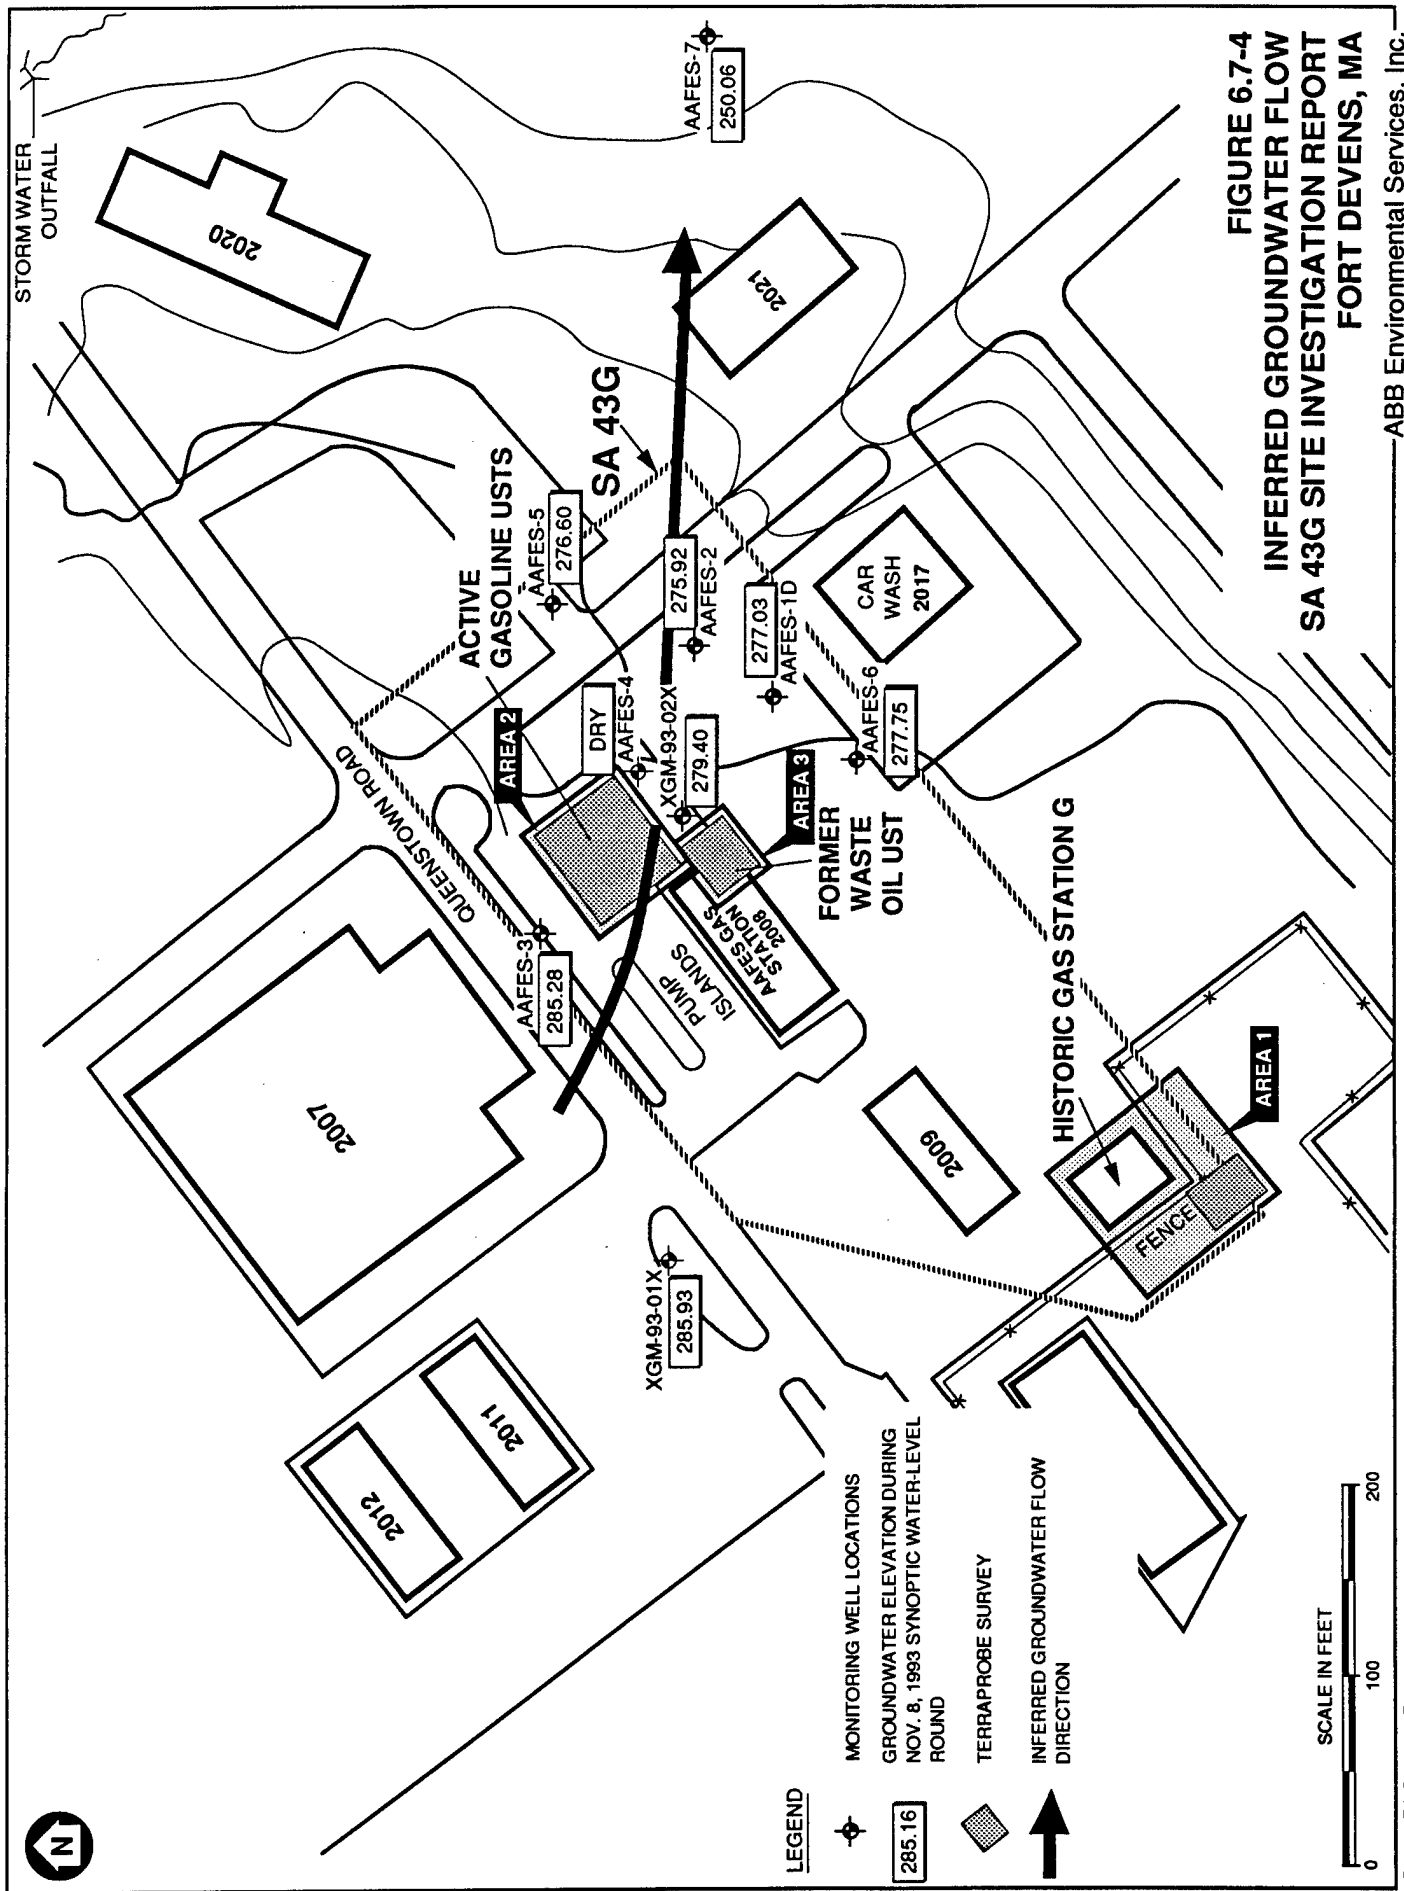 N
STORM WATER
OUTFALL
2020
AAFES-7
250.06
2021
SA 43G
ACTIVE
GASOLINE USTS
AAFES-5
276.60
275.92
AAFES-2
277.03
AAFES-1D
CAR
WASH
2017
AREA 2
DRY
AAFES-4
XGM-93-02X
279.40
AAFES-6
277.75
AREA 3
FORMER
WASTE
OIL UST
QUEENSTOWN ROAD
AAFES-3
285.28
PUMP
ISLANDS
AAFES GAS
STATION
2008
2007
2009
HISTORIC GAS STATION G
AREA 1
FENCE
XGM-93-01X
285.93
2011
2012
LEGEND
MONITORING WELL LOCATIONS
285.16
GROUNDWATER ELEVATION DURING
NOV. 8, 1993 SYNOPTIC WATER-LEVEL
ROUND
TERRAPROBE SURVEY
INFERRED GROUNDWATER FLOW
DIRECTION
SCALE IN FEET
0 100 200
FIGURE 6.7-4
INFERRED GROUNDWATER FLOW
SA 43G SITE INVESTIGATION REPORT
FORT DEVENS, MA
ABB Environmental Services, Inc.